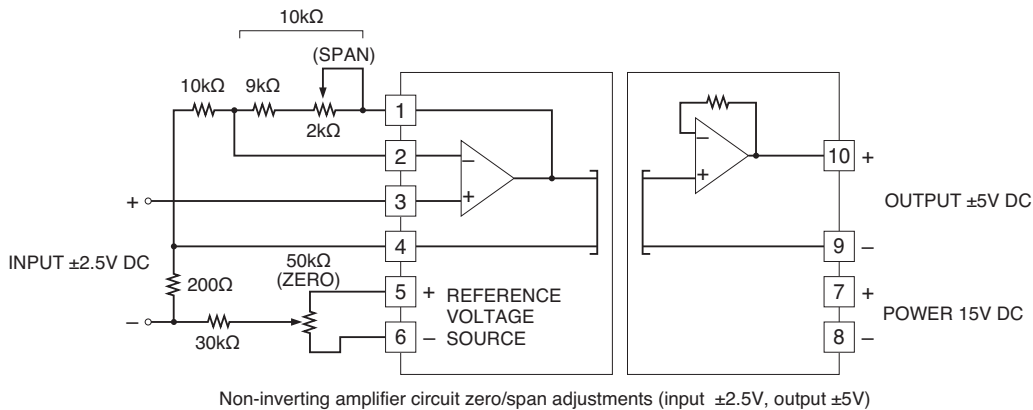 10kΩ
(SPAN)
10kΩ
9kΩ
2kΩ
1
2
3
4
5
6
–
+
+
–
INPUT ±2.5V DC
+
–
200Ω
30kΩ
50kΩ
(ZERO)
REFERENCE
VOLTAGE
SOURCE
–
+
10 +
OUTPUT ±5V DC
9 –
7 +
POWER 15V DC
8 –
Non-inverting amplifier circuit zero/span adjustments (input ±2.5V, output ±5V)